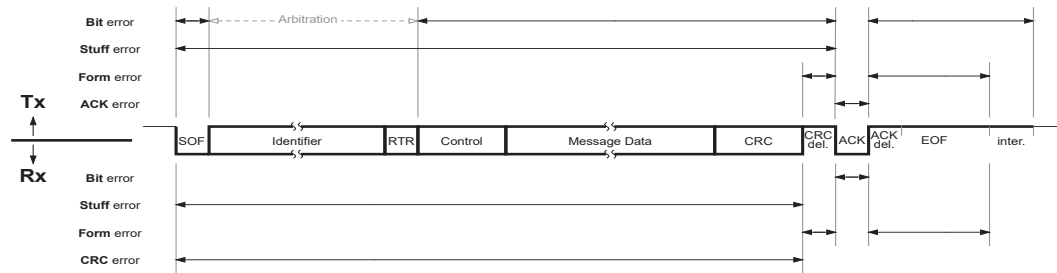 Bit error
Arbitration
Stuff error
Form error
Tx
ACK error
SOF
Identifier
RTR
Control
Message Data
CRC
CRC
del.
ACK
ACK
del.
EOF
inter.
Rx
Bit error
Stuff error
Form error
CRC error